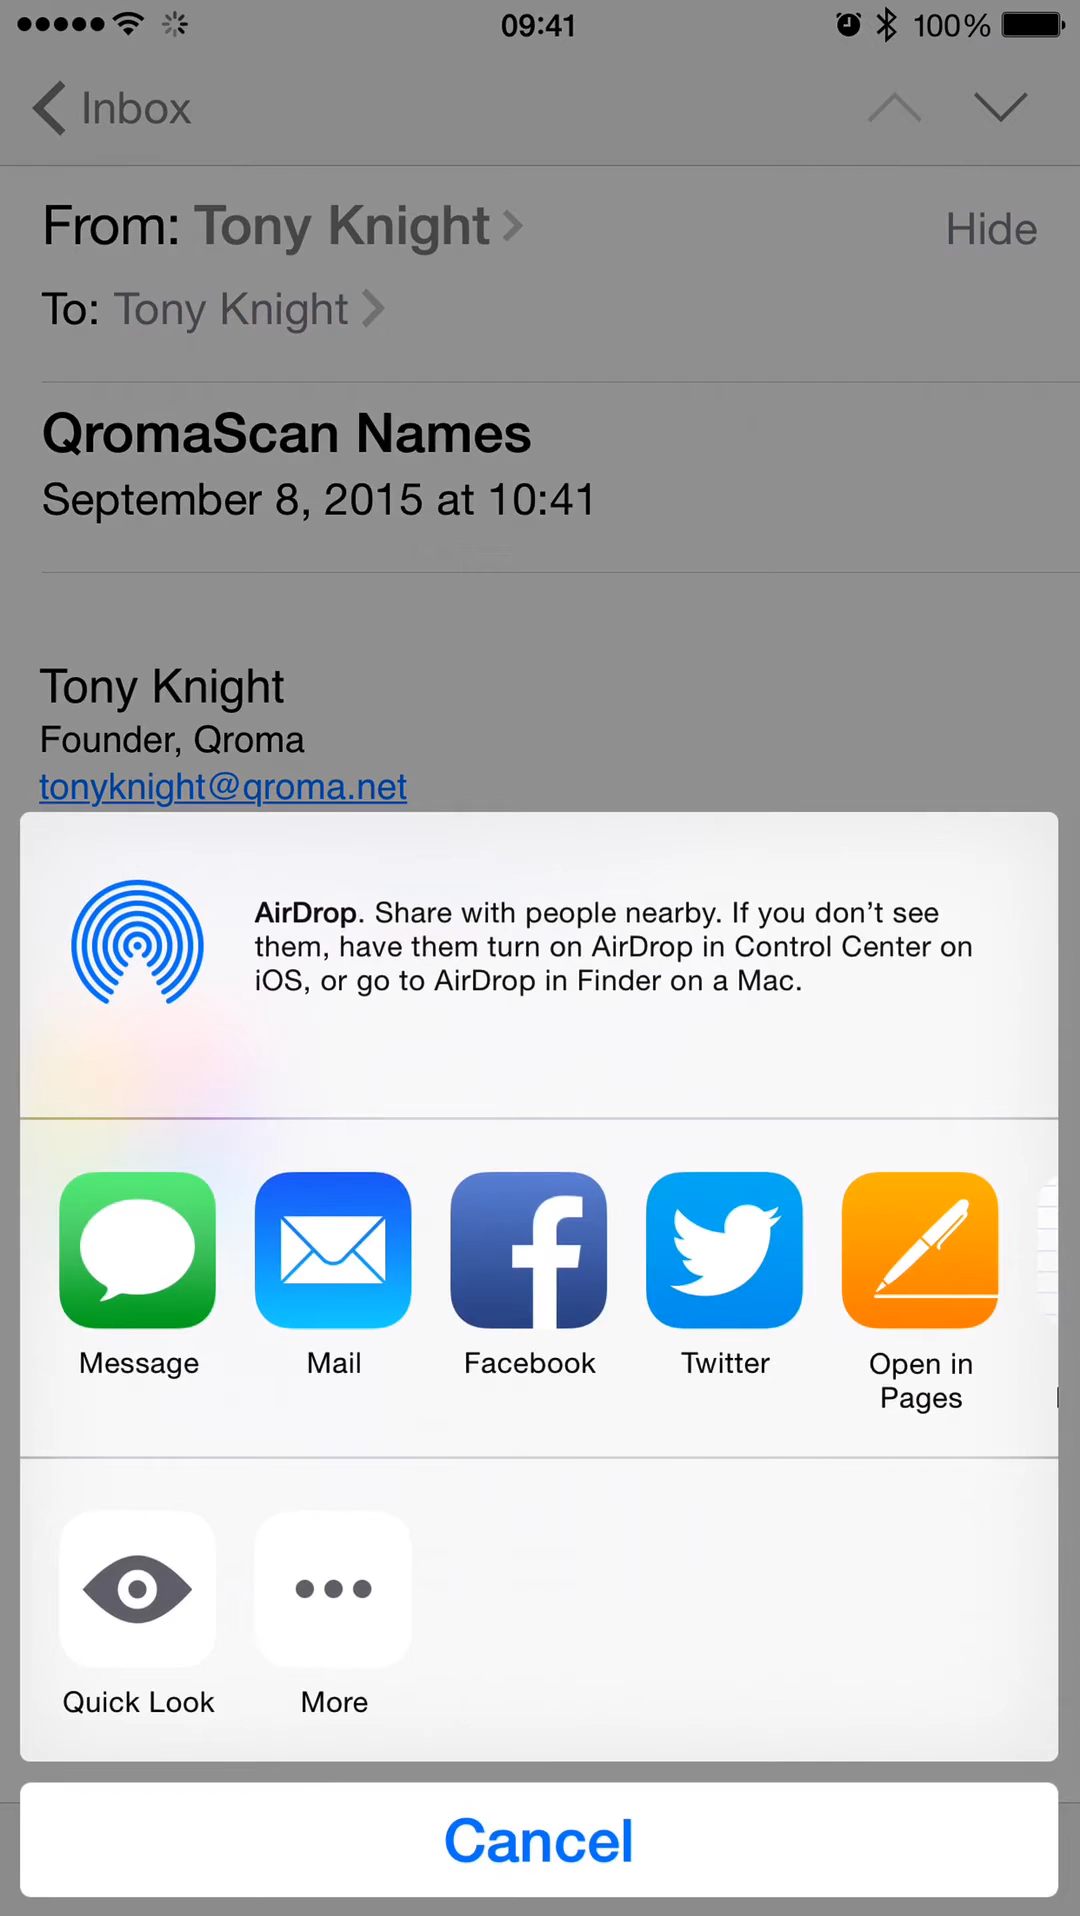 09:41
100%
Inbox
From: Tony Knight
Hide
To: Tony Knight
QromaScan Names
September 8, 2015 at 10:41
Tony Knight
Founder, Qroma
tonyknight@qroma.net
AirDrop. Share with people nearby. If you don’t see
them, have them turn on AirDrop in Control Center on
iOS, or go to AirDrop in Finder on a Mac.
Message
Mail
Facebook
Twitter
Open in
Pages
Quick Look
More
Cancel